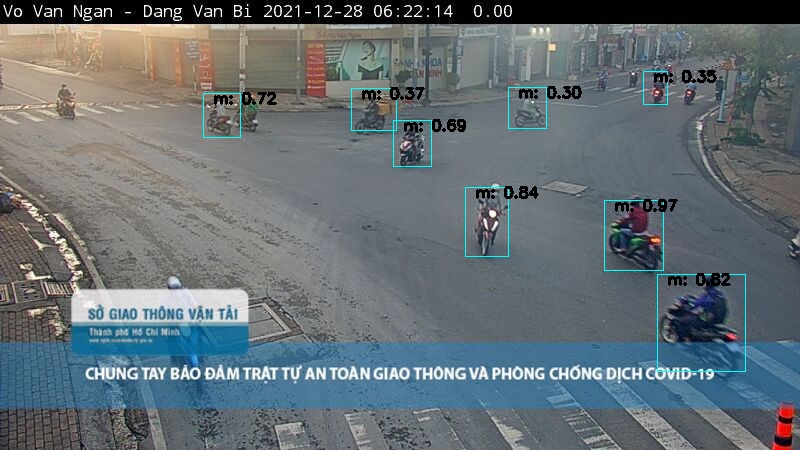 Vo Van Ngan - Dang Van Bi 2021-12-28 06:22:14  0.00
m: 0.35
m: 0.72
m: 0.37
m: 0.30
m: 0.69
m: 0.84
m: 0.97
m: 0.82
SỞ GIAO THÔNG VẬN TẢI
Thành phố Hồ Chí Minh
CHUNG TAY BẢO ĐẢM TRẬT TỰ AN TOÀN GIAO THÔNG VÀ PHÒNG CHỐNG DỊCH COVID-19